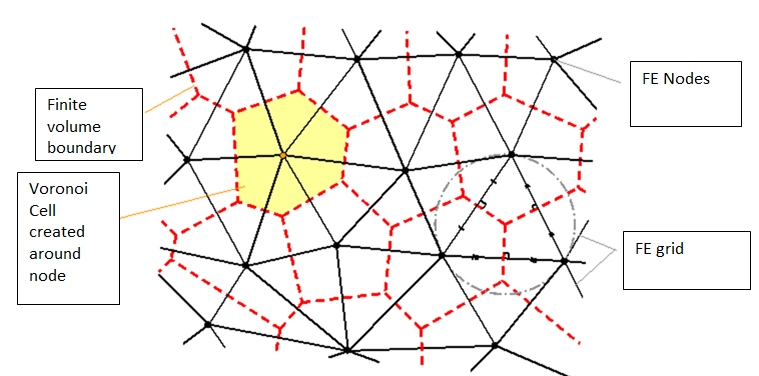 Finite
volume
boundary
Voronoi
Cell
created
around
node
FE Nodes
FE grid